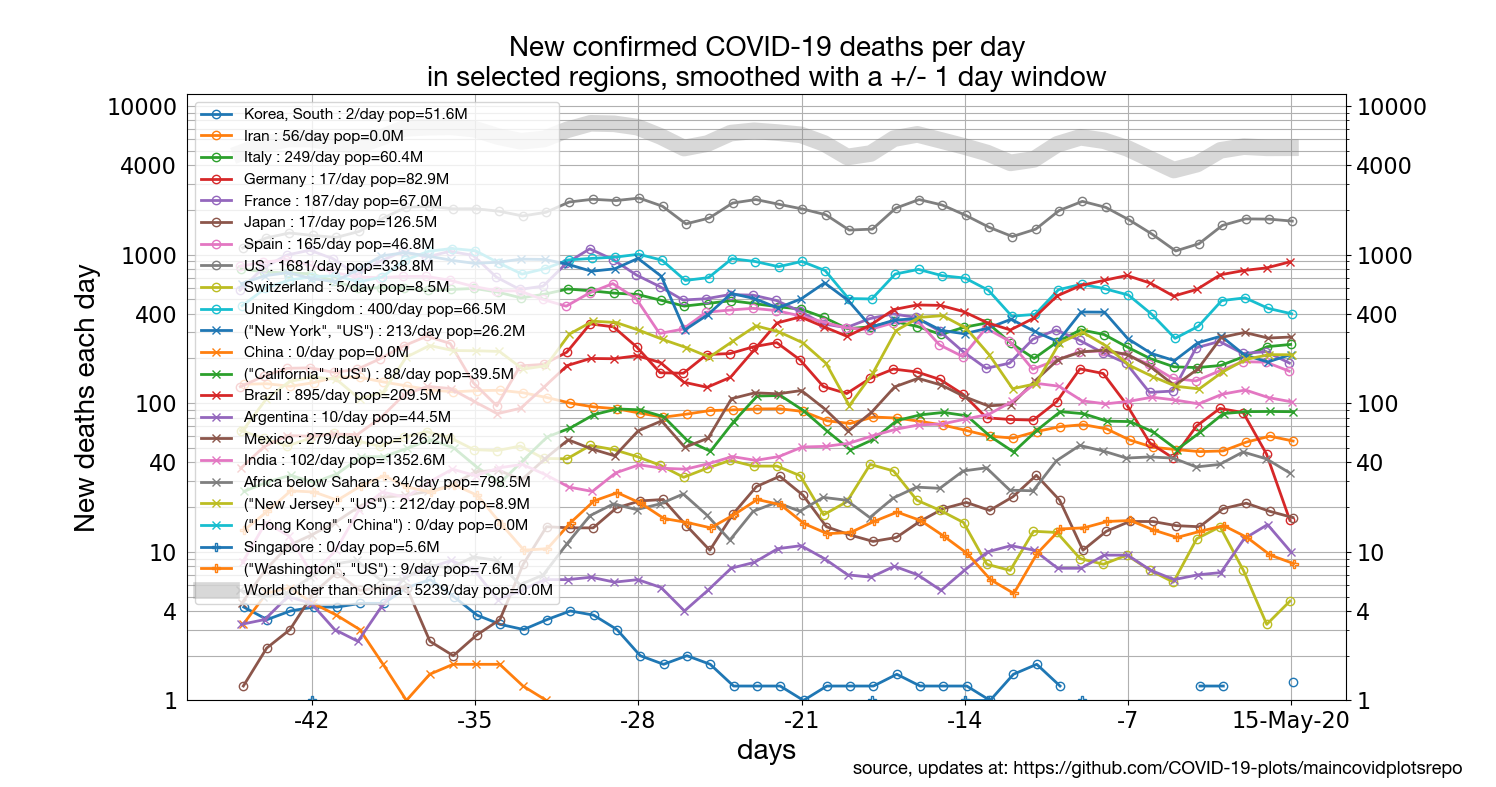 New confirmed COVID-19 deaths per day
in selected regions, smoothed with a +/- 1 day window
10000
4000
1000
400
100
40
10
4
1
New deaths each day
Korea, South : 2/day pop=51.6M
Iran : 56/day pop=0.0M
Italy : 249/day pop=60.4M
Germany : 17/day pop=82.9M
France : 187/day pop=67.0M
Japan : 17/day pop=126.5M
Spain : 165/day pop=46.8M
US : 1681/day pop=338.8M
Switzerland : 5/day pop=8.5M
United Kingdom : 400/day pop=66.5M
("New York", "US") : 213/day pop=26.2M
China : 0/day pop=0.0M
("California", "US") : 88/day pop=39.5M
Brazil : 895/day pop=209.5M
Argentina : 10/day pop=44.5M
Mexico : 279/day pop=126.2M
India : 102/day pop=1352.6M
Africa below Sahara : 34/day pop=798.5M
("New Jersey", "US") : 212/day pop=8.9M
("Hong Kong", "China") : 0/day pop=0.0M
Singapore : 0/day pop=5.6M
("Washington", "US") : 9/day pop=7.6M
World other than China : 5239/day pop=0.0M
10000
4000
1000
400
100
40
10
4
1
-42 -35 -28 -21 -14 -7 15-May-20
days
source, updates at: https://github.com/COVID-19-plots/maincovidplotsrepo